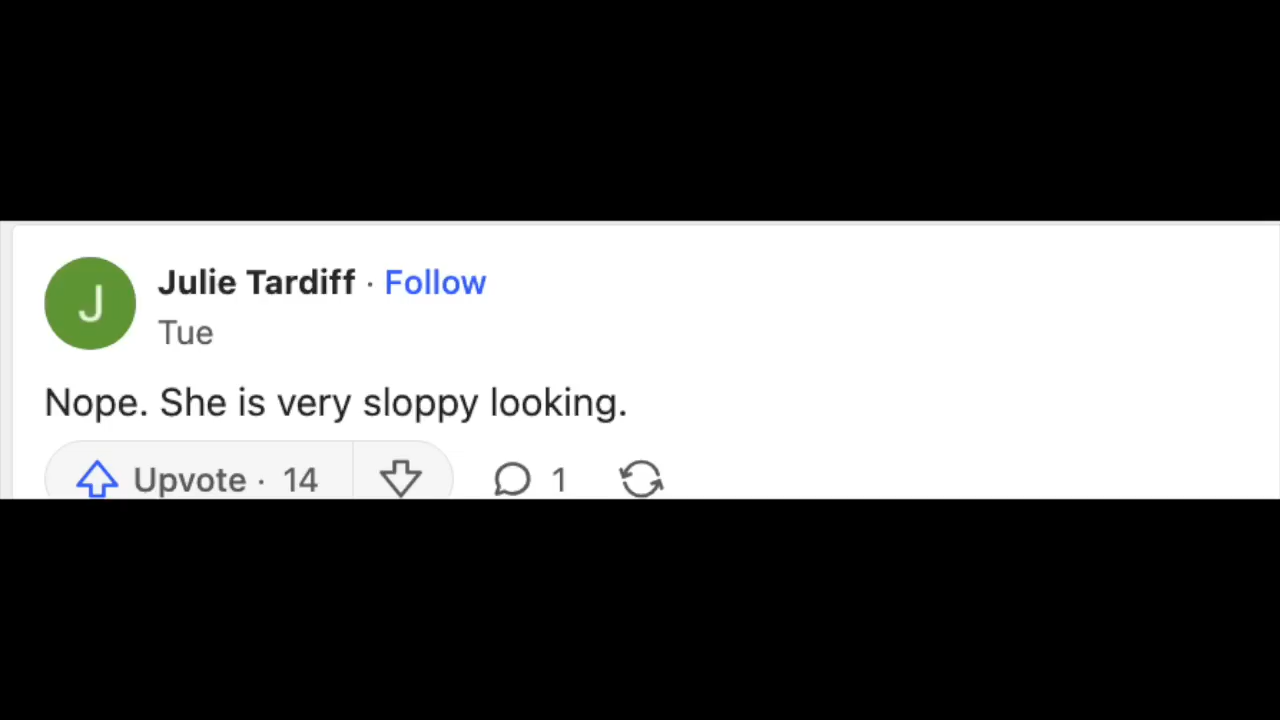 J
Julie Tardiff · Follow
Tue
Nope. She is very sloppy looking.
Upvote · 14 1